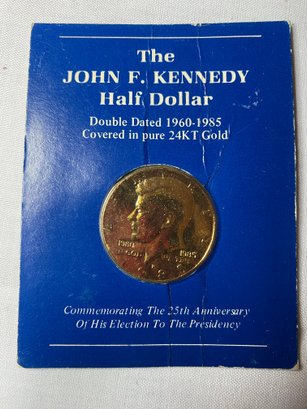 The
JOHN F. KENNEDY
Half Dollar
Double Dated 1960-1985
Covered in pure 24KT Gold
1960 1985
Commemorating The 25th Anniversary
Of His Election To The Presidency